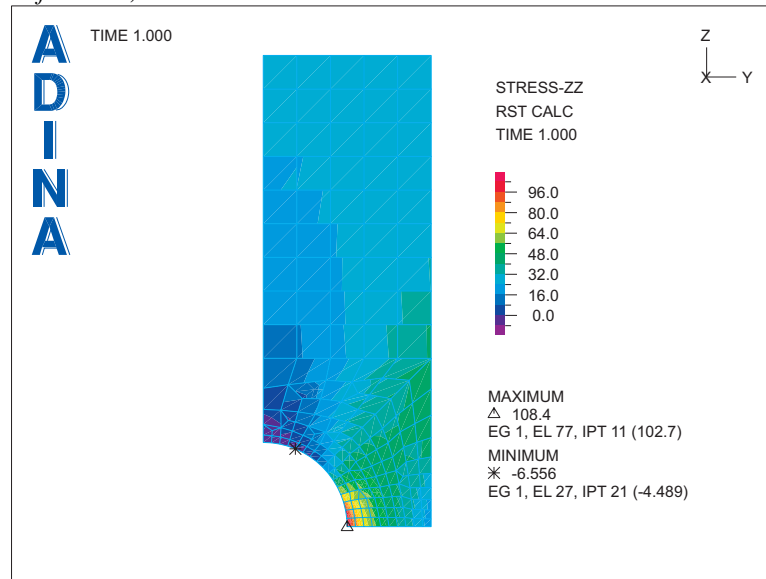 ADINA
TIME 1.000
Z
X
Y
STRESS-ZZ
RST CALC
TIME 1.000
96.0
80.0
64.0
48.0
32.0
16.0
0.0
MAXIMUM
108.4
EG 1, EL 77, IPT 11 (102.7)
MINIMUM
-6.556
EG 1, EL 27, IPT 21 (-4.489)